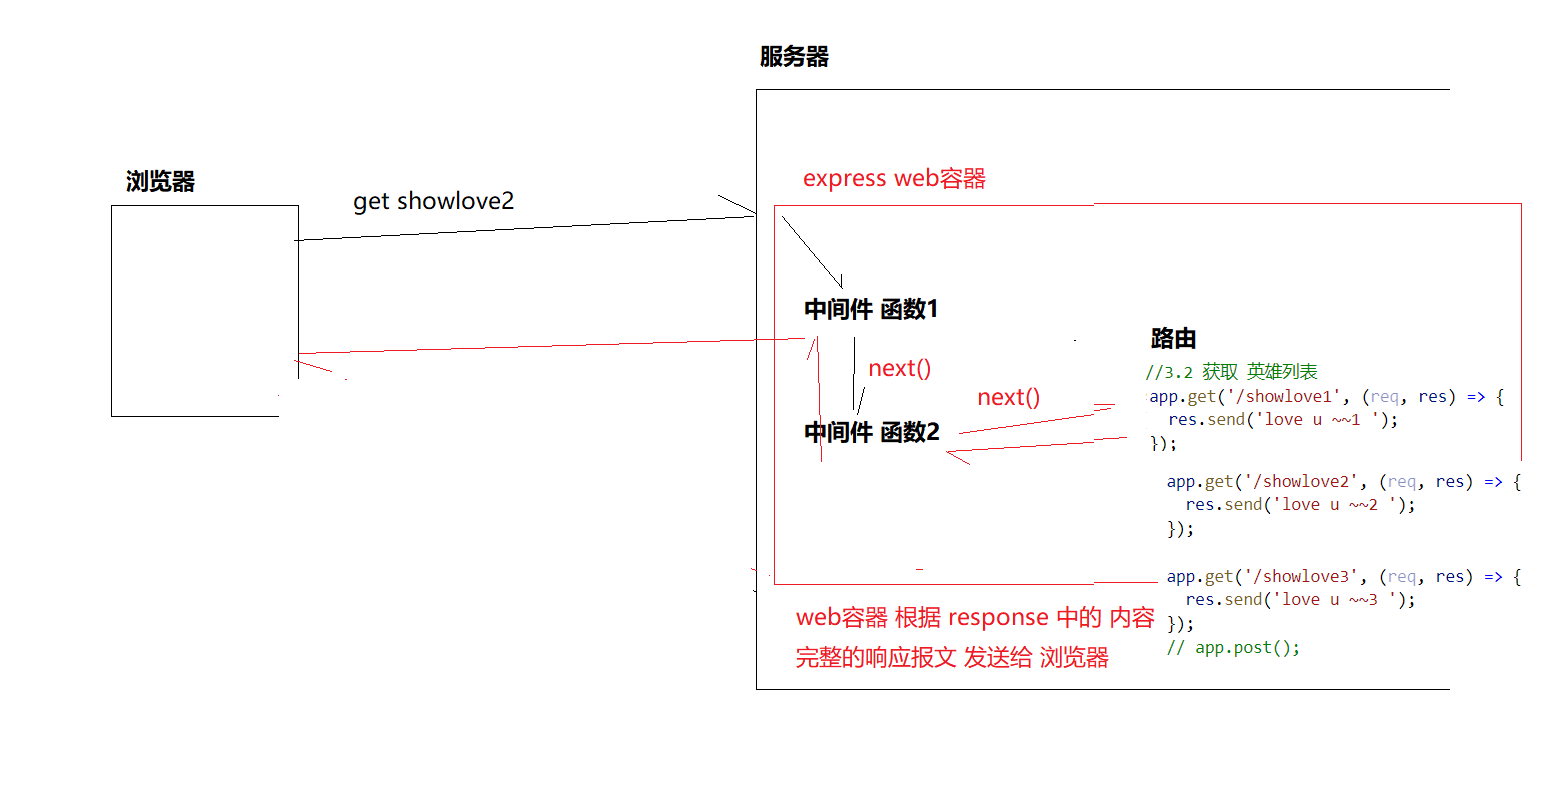 服务器
浏览器
get showlove2
express web容器
中间件 函数1
next()
中间件 函数2
next()
路由
//3.2 获取 英雄列表
app.get('/showlove1', (req, res) => {
res.send('love u ~~1 ');
});
app.get('/showlove2', (req, res) => {
res.send('love u ~~2 ');
});
app.get('/showlove3', (req, res) => {
res.send('love u ~~3 ');
});
// app.post();
web容器 根据 response 中的 内容
完整的响应报文 发送给 浏览器